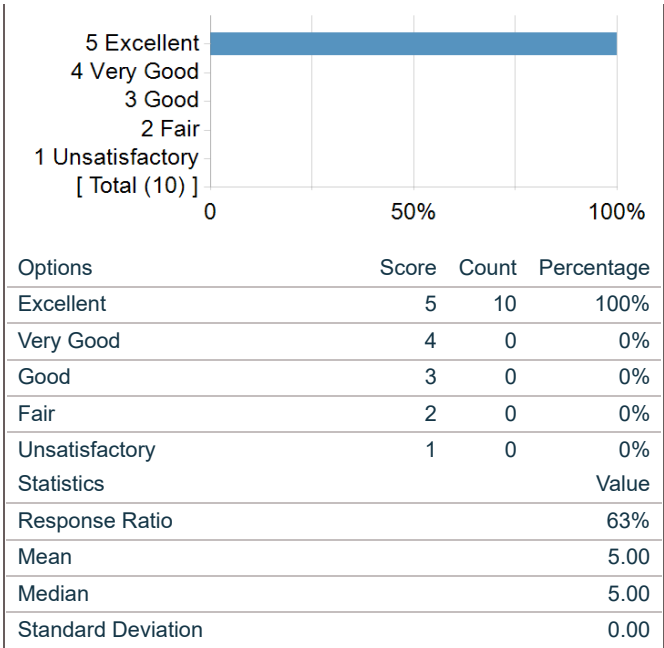 5 Excellent
4 Very Good
3 Good
2 Fair
1 Unsatisfactory
[ Total (10) ]
0 50% 100%
Options Score Count Percentage
Excellent 5 10 100%
Very Good 4 0 0%
Good 3 0 0%
Fair 2 0 0%
Unsatisfactory 1 0 0%
Statistics Value
Response Ratio 63%
Mean 5.00
Median 5.00
Standard Deviation 0.00